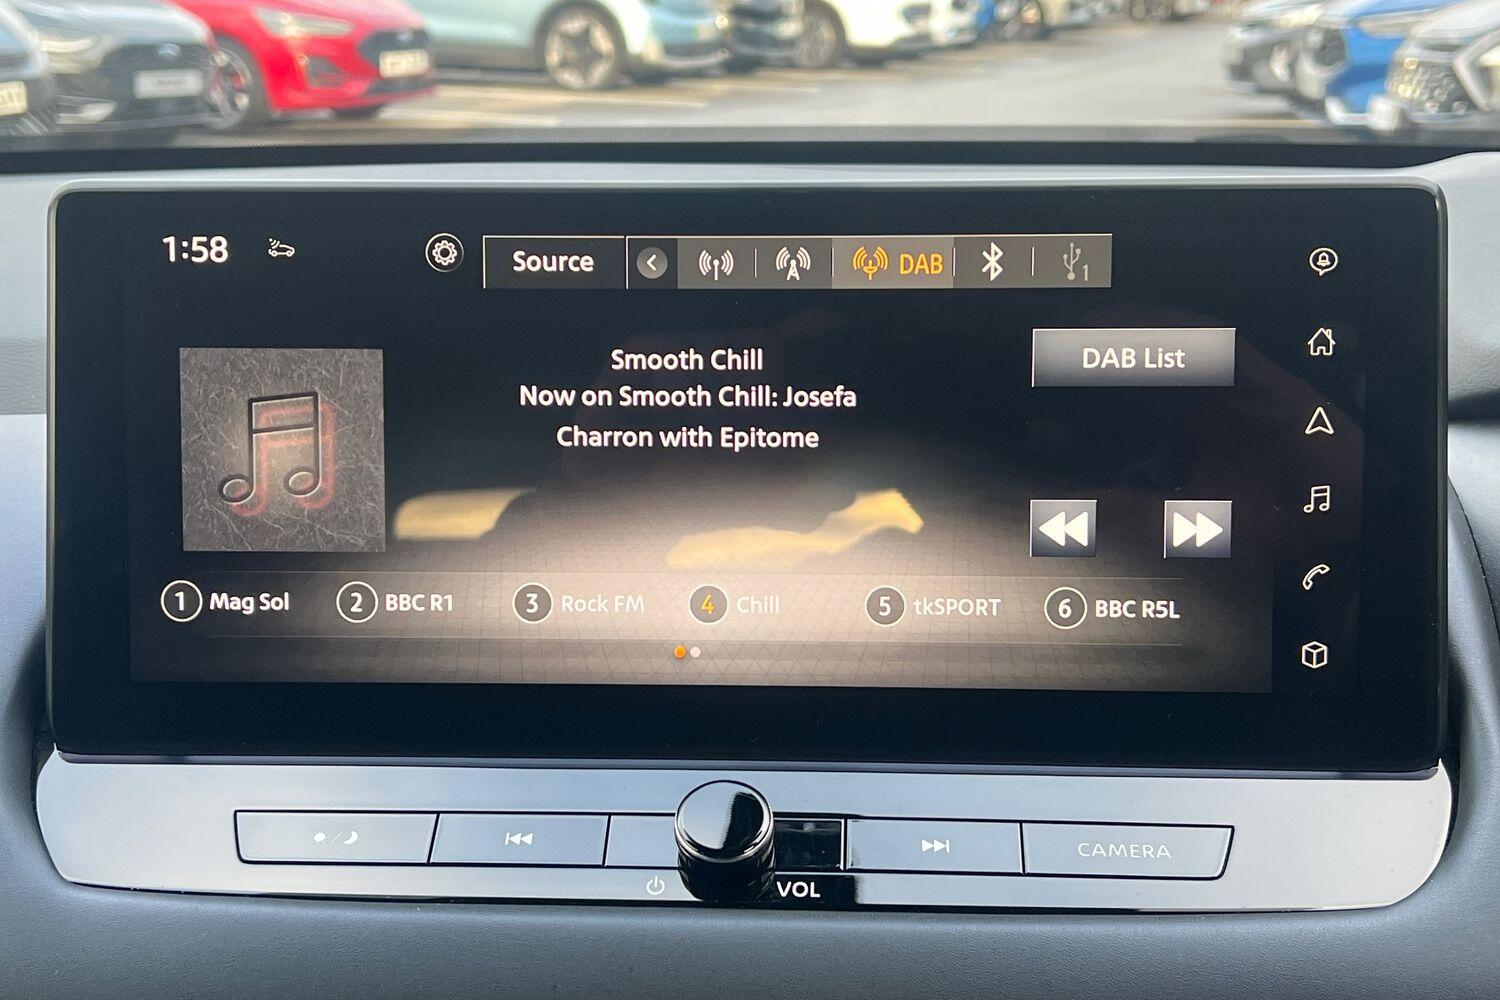 1:58
Source
DAB
1
Smooth Chill
DAB List
Now on Smooth Chill: Josefa
Charron with Epitome
1 Mag Sol
2 BBC R1
3 Rock FM
4 Chill
5 tkSPORT
6 BBC R5L
CAMERA
VOL